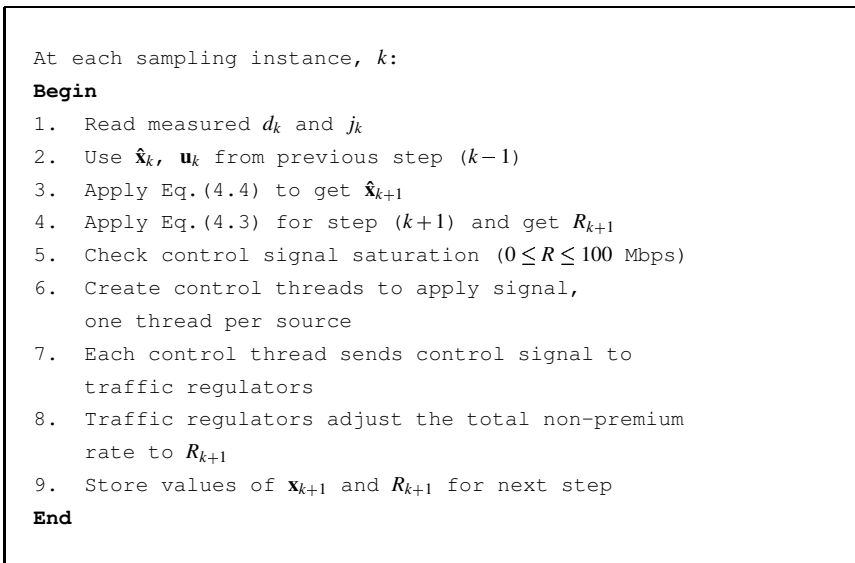 At each sampling instance, k:
Begin
1. Read measured dₖ and jₖ
2. Use x̂ₖ, uₖ from previous step (k−1)
3. Apply Eq.(4.4) to get x̂ₖ₊₁
4. Apply Eq.(4.3) for step (k+1) and get Rₖ₊₁
5. Check control signal saturation (0 ≤ R ≤ 100 Mbps)
6. Create control threads to apply signal,
one thread per source
7. Each control thread sends control signal to
traffic regulators
8. Traffic regulators adjust the total non-premium
rate to Rₖ₊₁
9. Store values of xₖ₊₁ and Rₖ₊₁ for next step
End